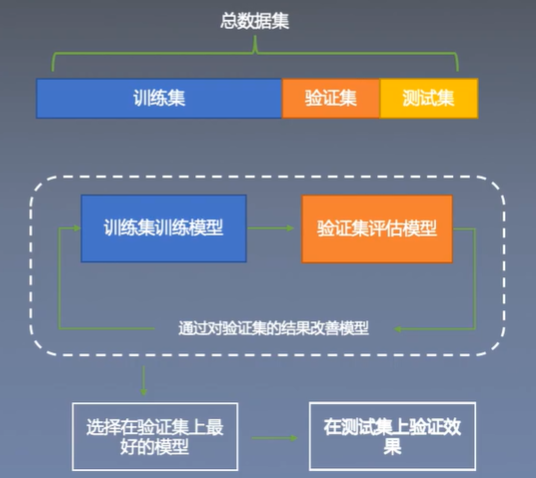 总数据集
训练集 验证集 测试集
训练集训练模型 验证集评估模型
通过对验证集的结果改善模型
选择在验证集上最
好的模型
在测试集上验证效
果